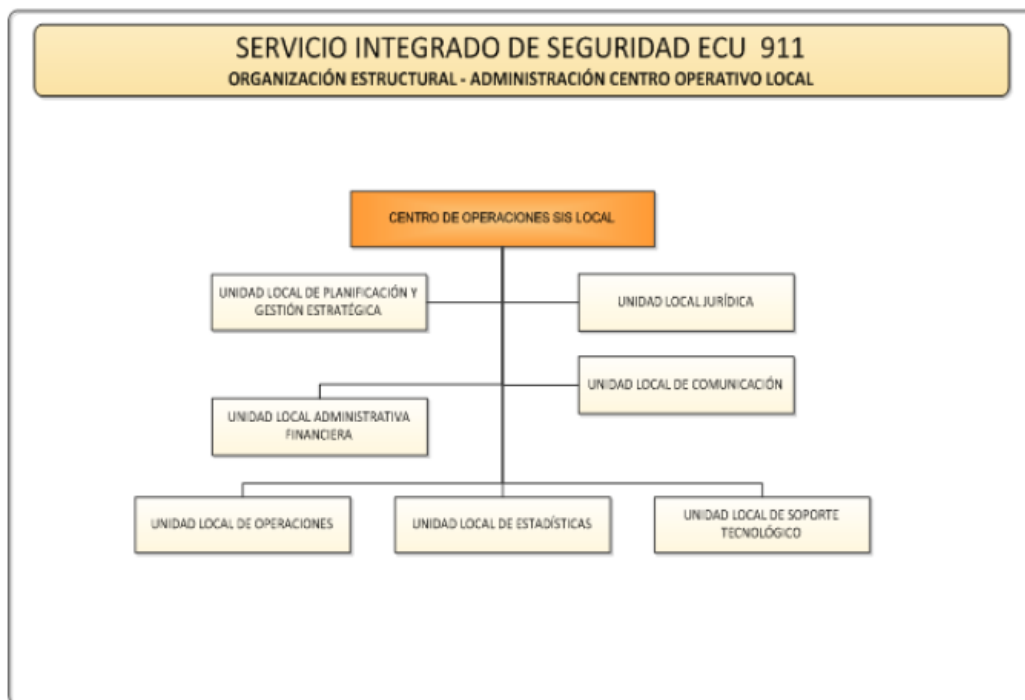 SERVICIO INTEGRADO DE SEGURIDAD ECU 911
ORGANIZACIÓN ESTRUCTURAL - ADMINISTRACIÓN CENTRO OPERATIVO LOCAL
CENTRO DE OPERACIONES SIS LOCAL
UNIDAD LOCAL DE PLANIFICACIÓN Y
GESTIÓN ESTRATÉGICA
UNIDAD LOCAL JURÍDICA
UNIDAD LOCAL DE COMUNICACIÓN
UNIDAD LOCAL ADMINISTRATIVA
FINANCIERA
UNIDAD LOCAL DE OPERACIONES
UNIDAD LOCAL DE ESTADÍSTICAS
UNIDAD LOCAL DE SOPORTE
TECNOLÓGICO